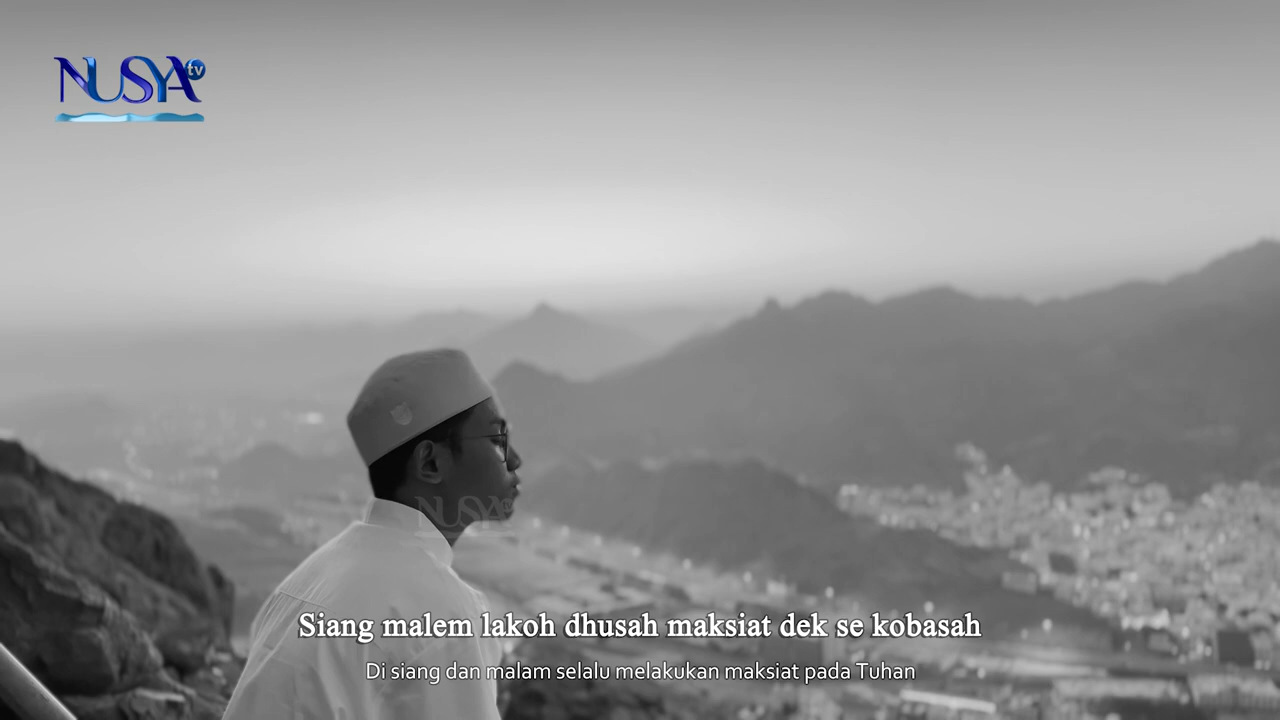 NUSYA tv
NUSYA
Siang malem lakoh dhusah maksiat dek se kobasah
Di siang dan malam selalu melakukan maksiat pada Tuhan